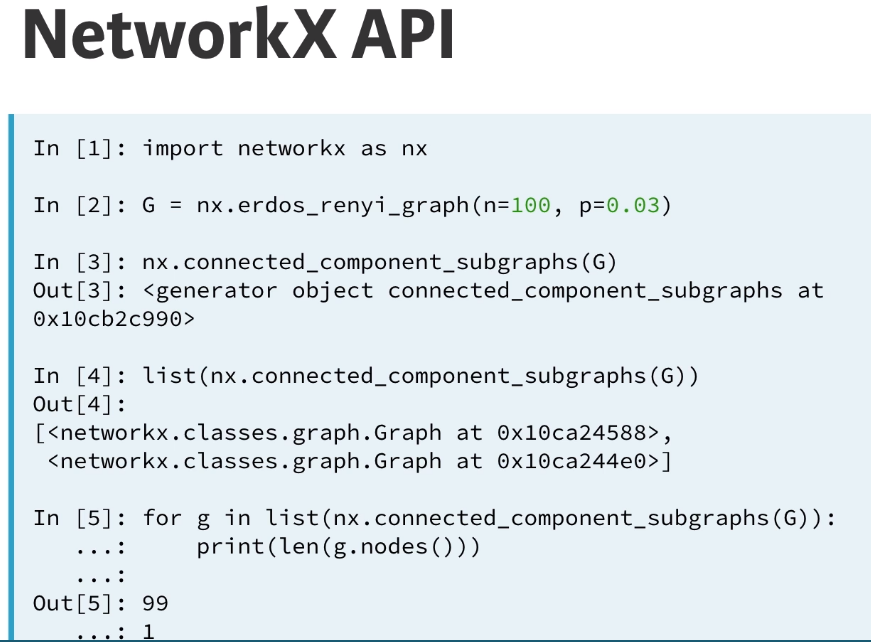 NetworkX API
In [1]: import networkx as nx
In [2]: G = nx.erdos_renyi_graph(n=100, p=0.03)
In [3]: nx.connected_component_subgraphs(G)
Out[3]: <generator object connected_component_subgraphs at
0x10cb2c990>
In [4]: list(nx.connected_component_subgraphs(G))
Out[4]:
[<networkx.classes.graph.Graph at 0x10ca24588>,
 <networkx.classes.graph.Graph at 0x10ca244e0>]
In [5]: for g in list(nx.connected_component_subgraphs(G)):
   ...:     print(len(g.nodes()))
   ...:
Out[5]: 99
   ...: 1